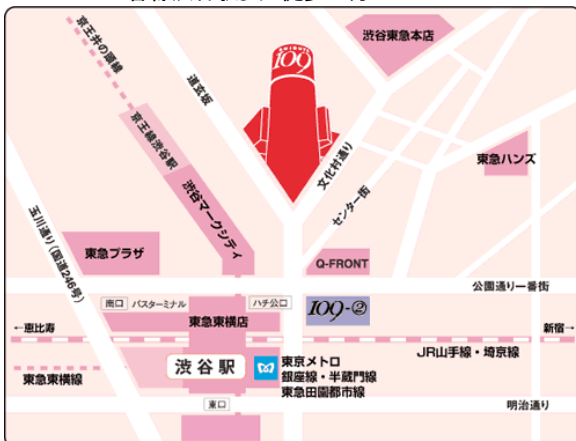 京王井の頭線
道玄坂
SHIBUYA
109
渋谷東急本店
京王線渋谷駅
文化村通り
センター街
東急ハンズ
渋谷マークシティ
玉川通り(国道246号)
東急プラザ
Q-FRONT
公園通り一番街
南口
バスターミナル
ハチ公口
109-②
東急東横店
←恵比寿
新宿→
JR山手線・埼京線
渋谷駅
東京メトロ
銀座線・半蔵門線
東急田園都市線
東急東横線
東口
明治通り